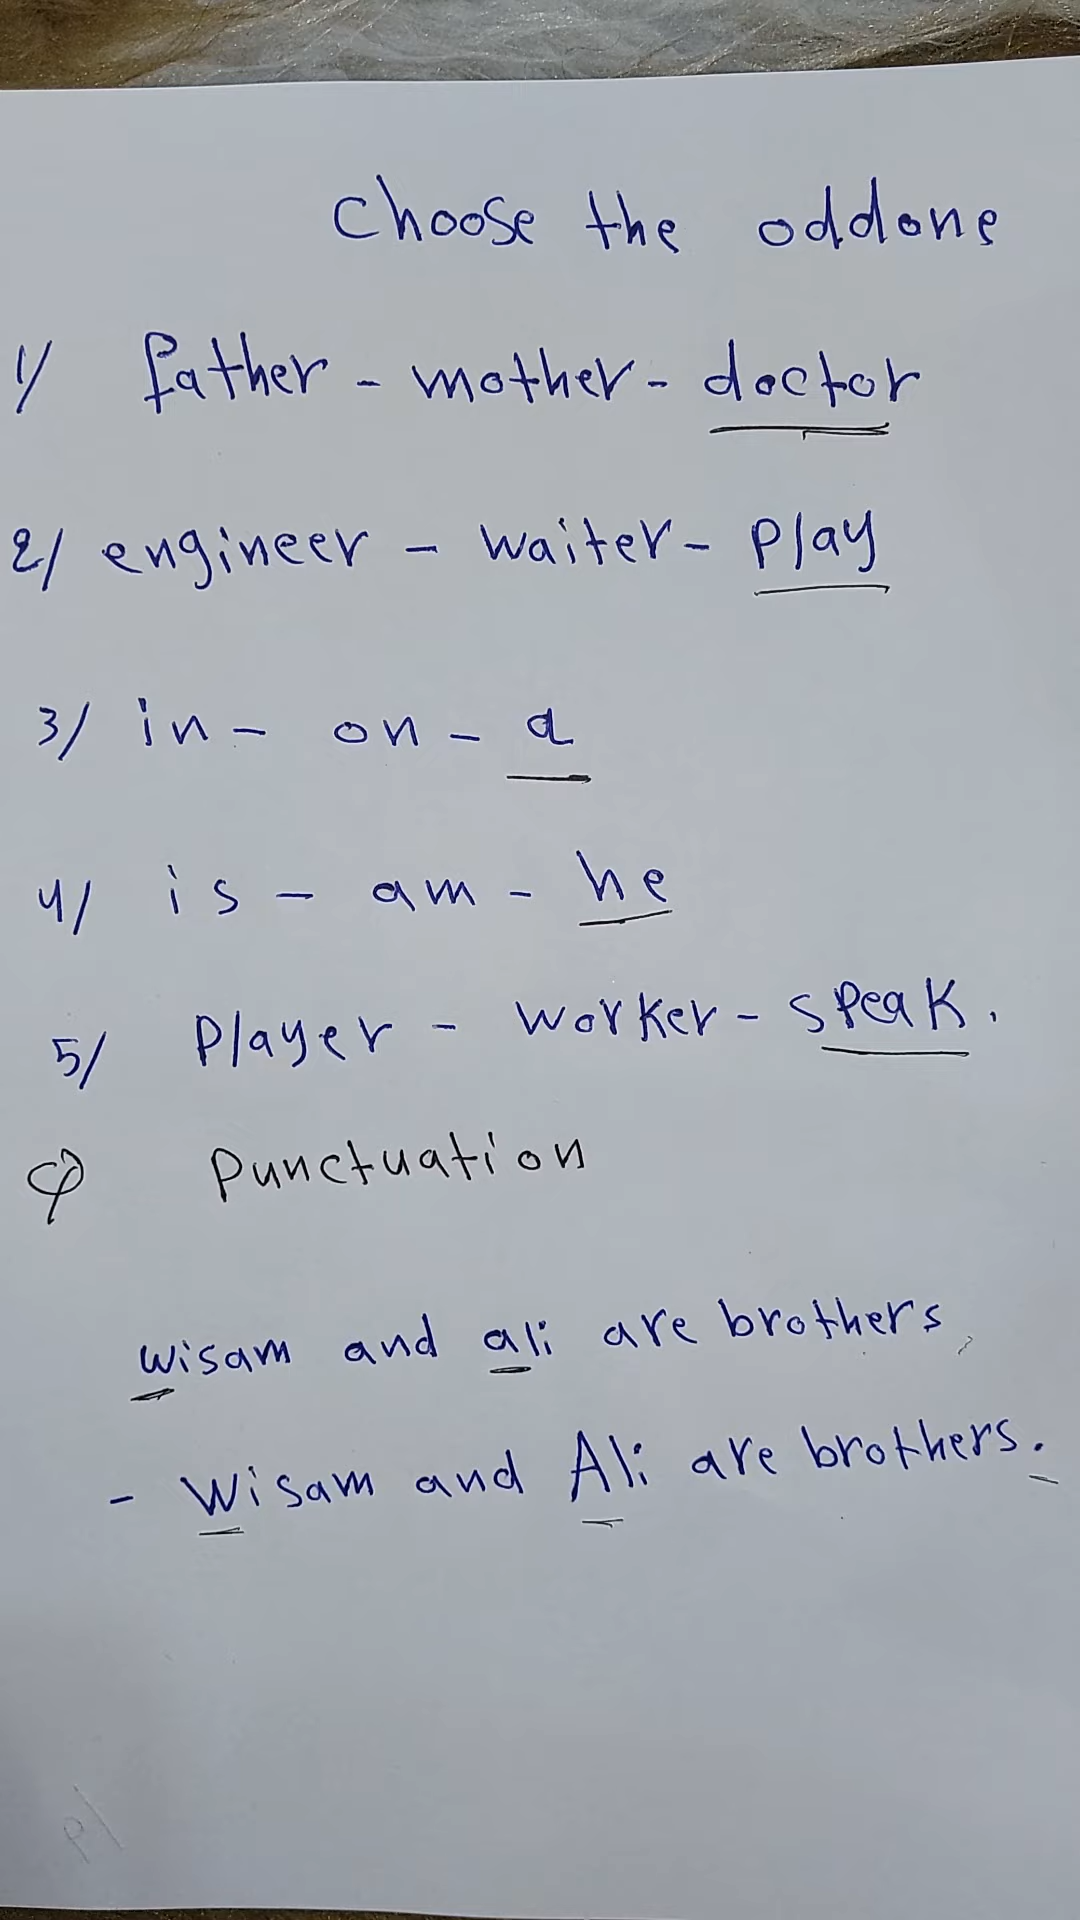 Choose the oddone
1/ father - mother - doctor
2/ engineer - waiter - play
3/ in - on - a
4/ is - am - he
5/ Player - worker - speak.
Punctuation
wisam and ali are brothers
- Wisam and Ali are brothers.